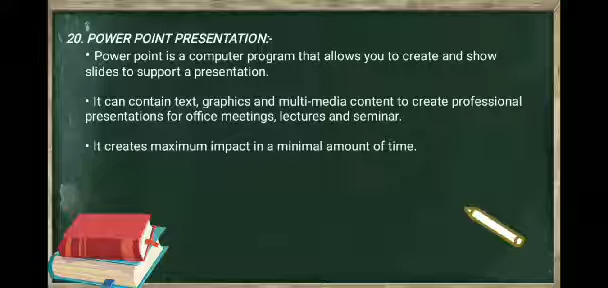 20. POWER POINT PRESENTATION:-
• Power point is a computer program that allows you to create and show
slides to support a presentation.
• It can contain text, graphics and multi-media content to create professional
presentations for office meetings, lectures and seminar.
• It creates maximum impact in a minimal amount of time.